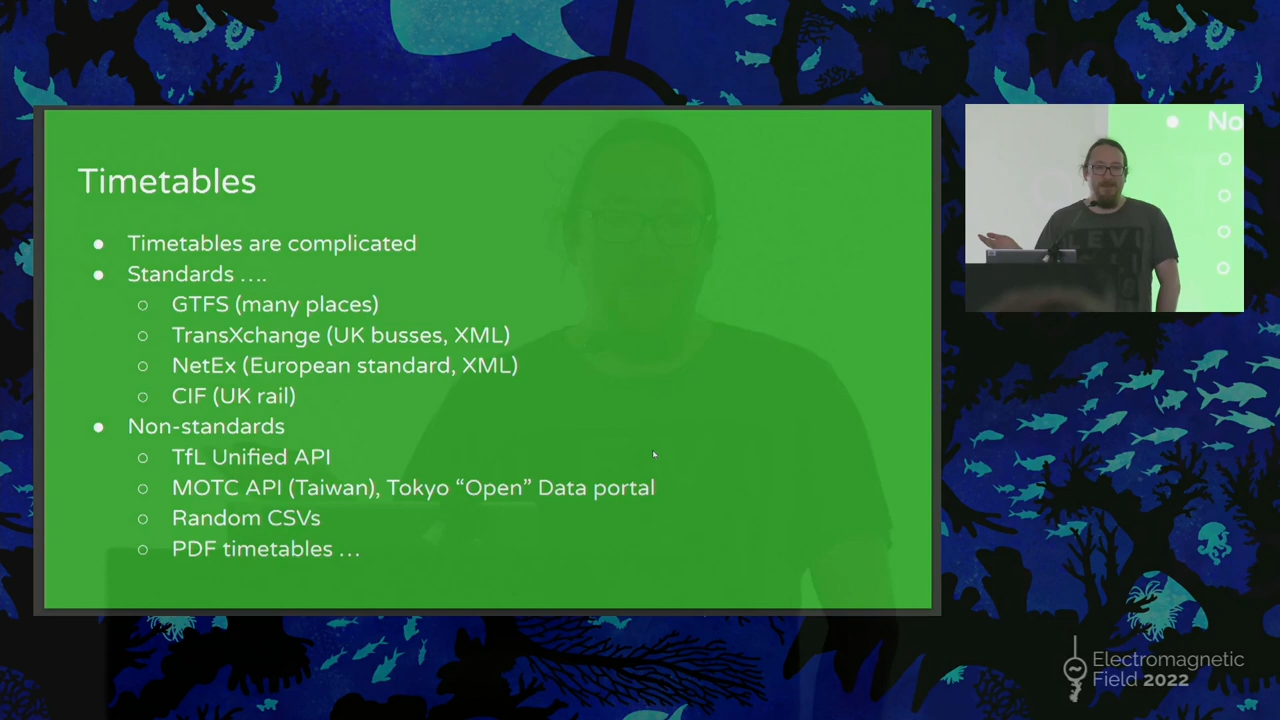 Timetables
● Timetables are complicated
● Standards ….
○ GTFS (many places)
○ TransXchange (UK busses, XML)
○ NetEx (European standard, XML)
○ CIF (UK rail)
● Non-standards
○ TfL Unified API
○ MOTC API (Taiwan), Tokyo “Open” Data portal
○ Random CSVs
○ PDF timetables …
● No
Electromagnetic
Field 2022